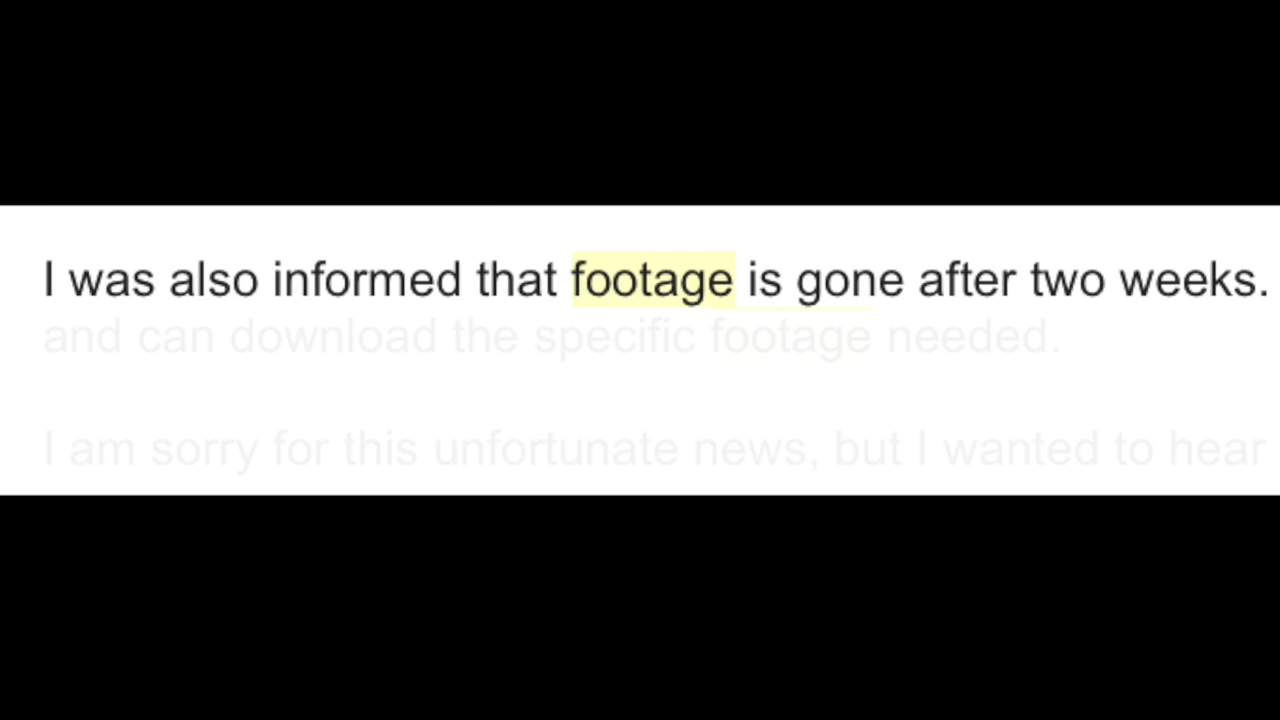 I was also informed that footage is gone after two weeks.
and can download the specific footage needed.
I am sorry for this unfortunate news, but I wanted to hear